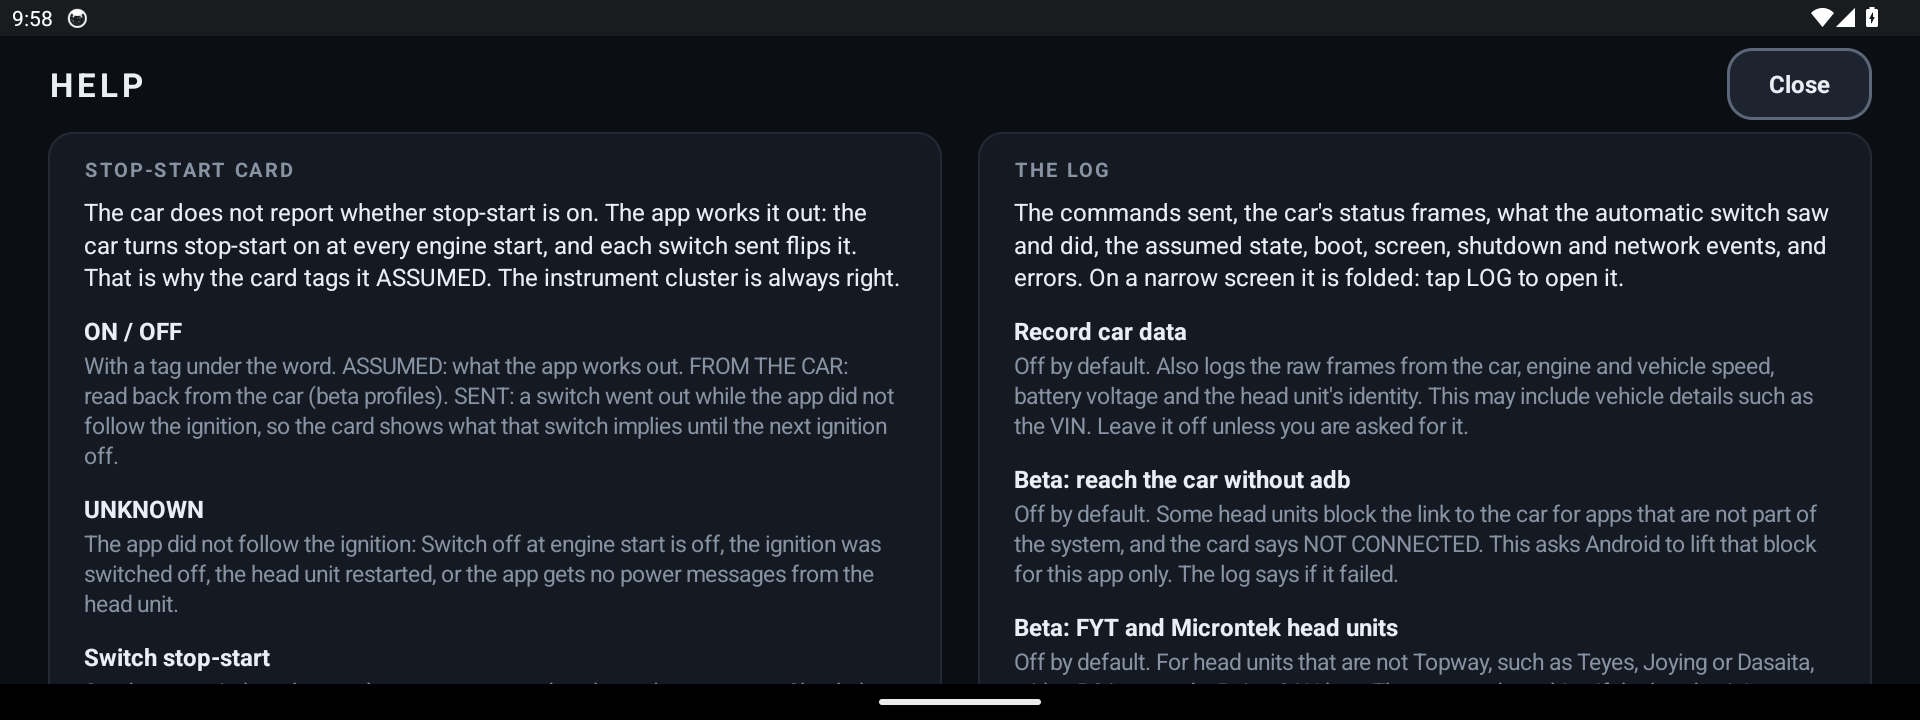 9:58
HELP
Close
STOP-START CARD
The car does not report whether stop-start is on. The app works it out: the
car turns stop-start on at every engine start, and each switch sent flips it.
That is why the card tags it ASSUMED. The instrument cluster is always right.
ON / OFF
With a tag under the word. ASSUMED: what the app works out. FROM THE CAR:
read back from the car (beta profiles). SENT: a switch went out while the app did not
follow the ignition, so the card shows what that switch implies until the next ignition
off.
UNKNOWN
The app did not follow the ignition: Switch off at engine start is off, the ignition was
switched off, the head unit restarted, or the app gets no power messages from the
head unit.
Switch stop-start
THE LOG
The commands sent, the car's status frames, what the automatic switch saw
and did, the assumed state, boot, screen, shutdown and network events, and
errors. On a narrow screen it is folded: tap LOG to open it.
Record car data
Off by default. Also logs the raw frames from the car, engine and vehicle speed,
battery voltage and the head unit's identity. This may include vehicle details such as
the VIN. Leave it off unless you are asked for it.
Beta: reach the car without adb
Off by default. Some head units block the link to the car for apps that are not part of
the system, and the card says NOT CONNECTED. This asks Android to lift that block
for this app only. The log says if it failed.
Beta: FYT and Microntek head units
Off by default. For head units that are not Topway, such as Teyes, Joying or Dasaita,